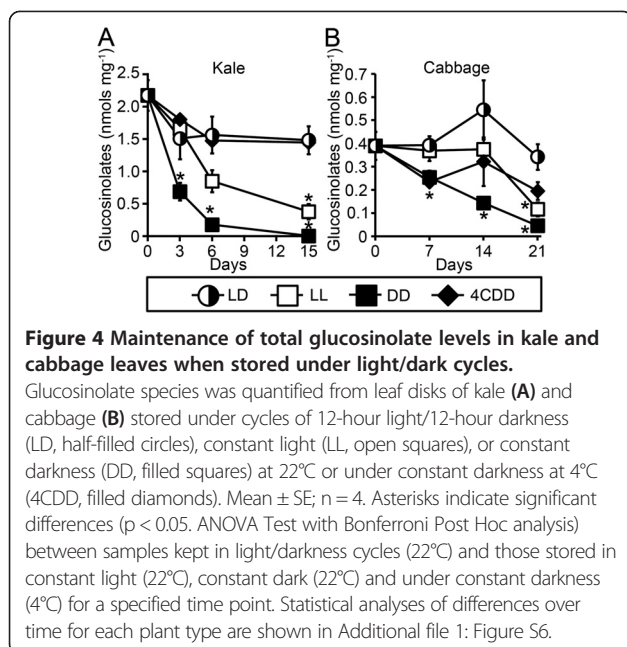 A
B
Kale
Cabbage
Glucosinolates (nmols mg⁻¹)
2.5
2.0
1.5
1.0
0.5
0
*
*
*
*
0 3 6 9 12 15
Days
Glucosinolates (nmols mg⁻¹)
0.7
0.6
0.5
0.4
0.3
0.2
0.1
0
*
*
*
*
0 7 14 21
Days
LD LL DD 4CDD
Figure 4 Maintenance of total glucosinolate levels in kale and
cabbage leaves when stored under light/dark cycles.
Glucosinolate species was quantified from leaf disks of kale (A) and
cabbage (B) stored under cycles of 12-hour light/12-hour darkness
(LD, half-filled circles), constant light (LL, open squares), or constant
darkness (DD, filled squares) at 22°C or under constant darkness at 4°C
(4CDD, filled diamonds). Mean ± SE; n = 4. Asterisks indicate significant
differences (p < 0.05. ANOVA Test with Bonferroni Post Hoc analysis)
between samples kept in light/darkness cycles (22°C) and those stored in
constant light (22°C), constant dark (22°C) and under constant darkness
(4°C) for a specified time point. Statistical analyses of differences over
time for each plant type are shown in Additional file 1: Figure S6.